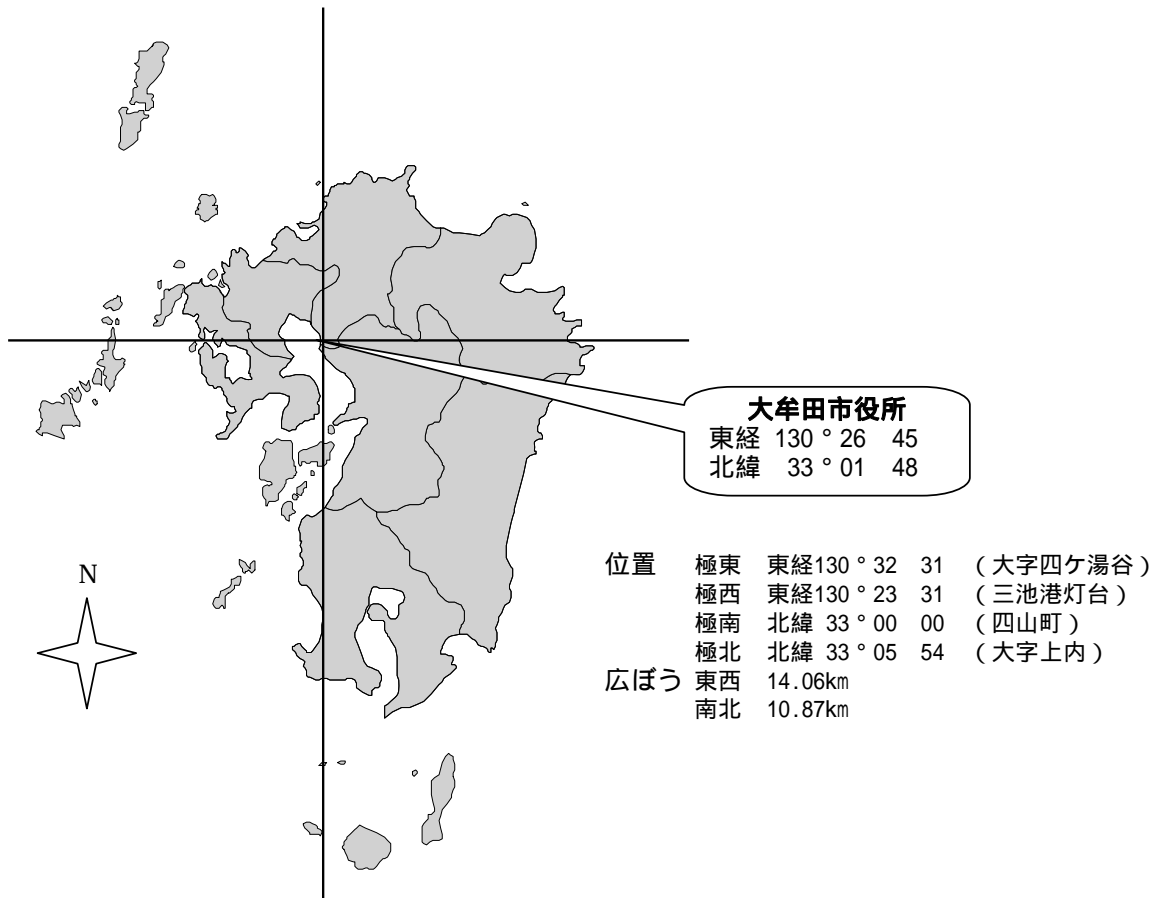 大牟田市役所
東経 130°26 45
北緯 33°01 48
N
位置 極東 東経130°32 31 (大字四ケ湯谷)
極西 東経130°23 31 (三池港灯台)
極南 北緯 33°00 00 (四山町)
極北 北緯 33°05 54 (大字上内)
広ぼう 東西 14.06km
南北 10.87km